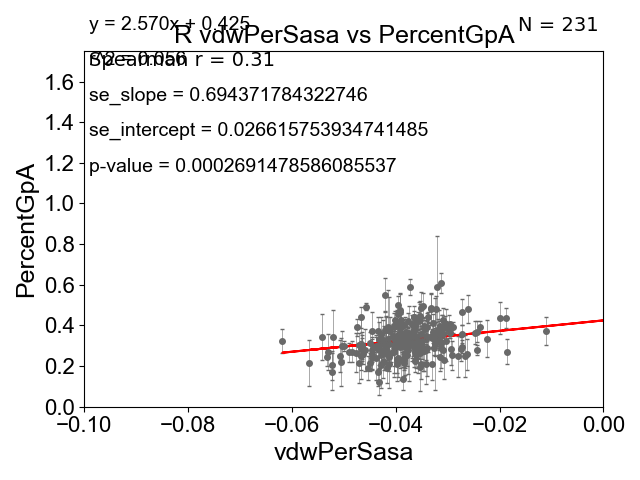 y = 2.570x + 0.425
N = 231
R vdwPerSasa vs PercentGpA
Spearman r = 0.31
se_slope = 0.694371784322746
se_intercept = 0.026615753934741485
p-value = 0.0002691478586085537
PercentGpA
1.6
1.4
1.2
1.0
0.8
0.6
0.4
0.2
0.0
−0.10
−0.08
−0.06
−0.04
−0.02
0.00
vdwPerSasa